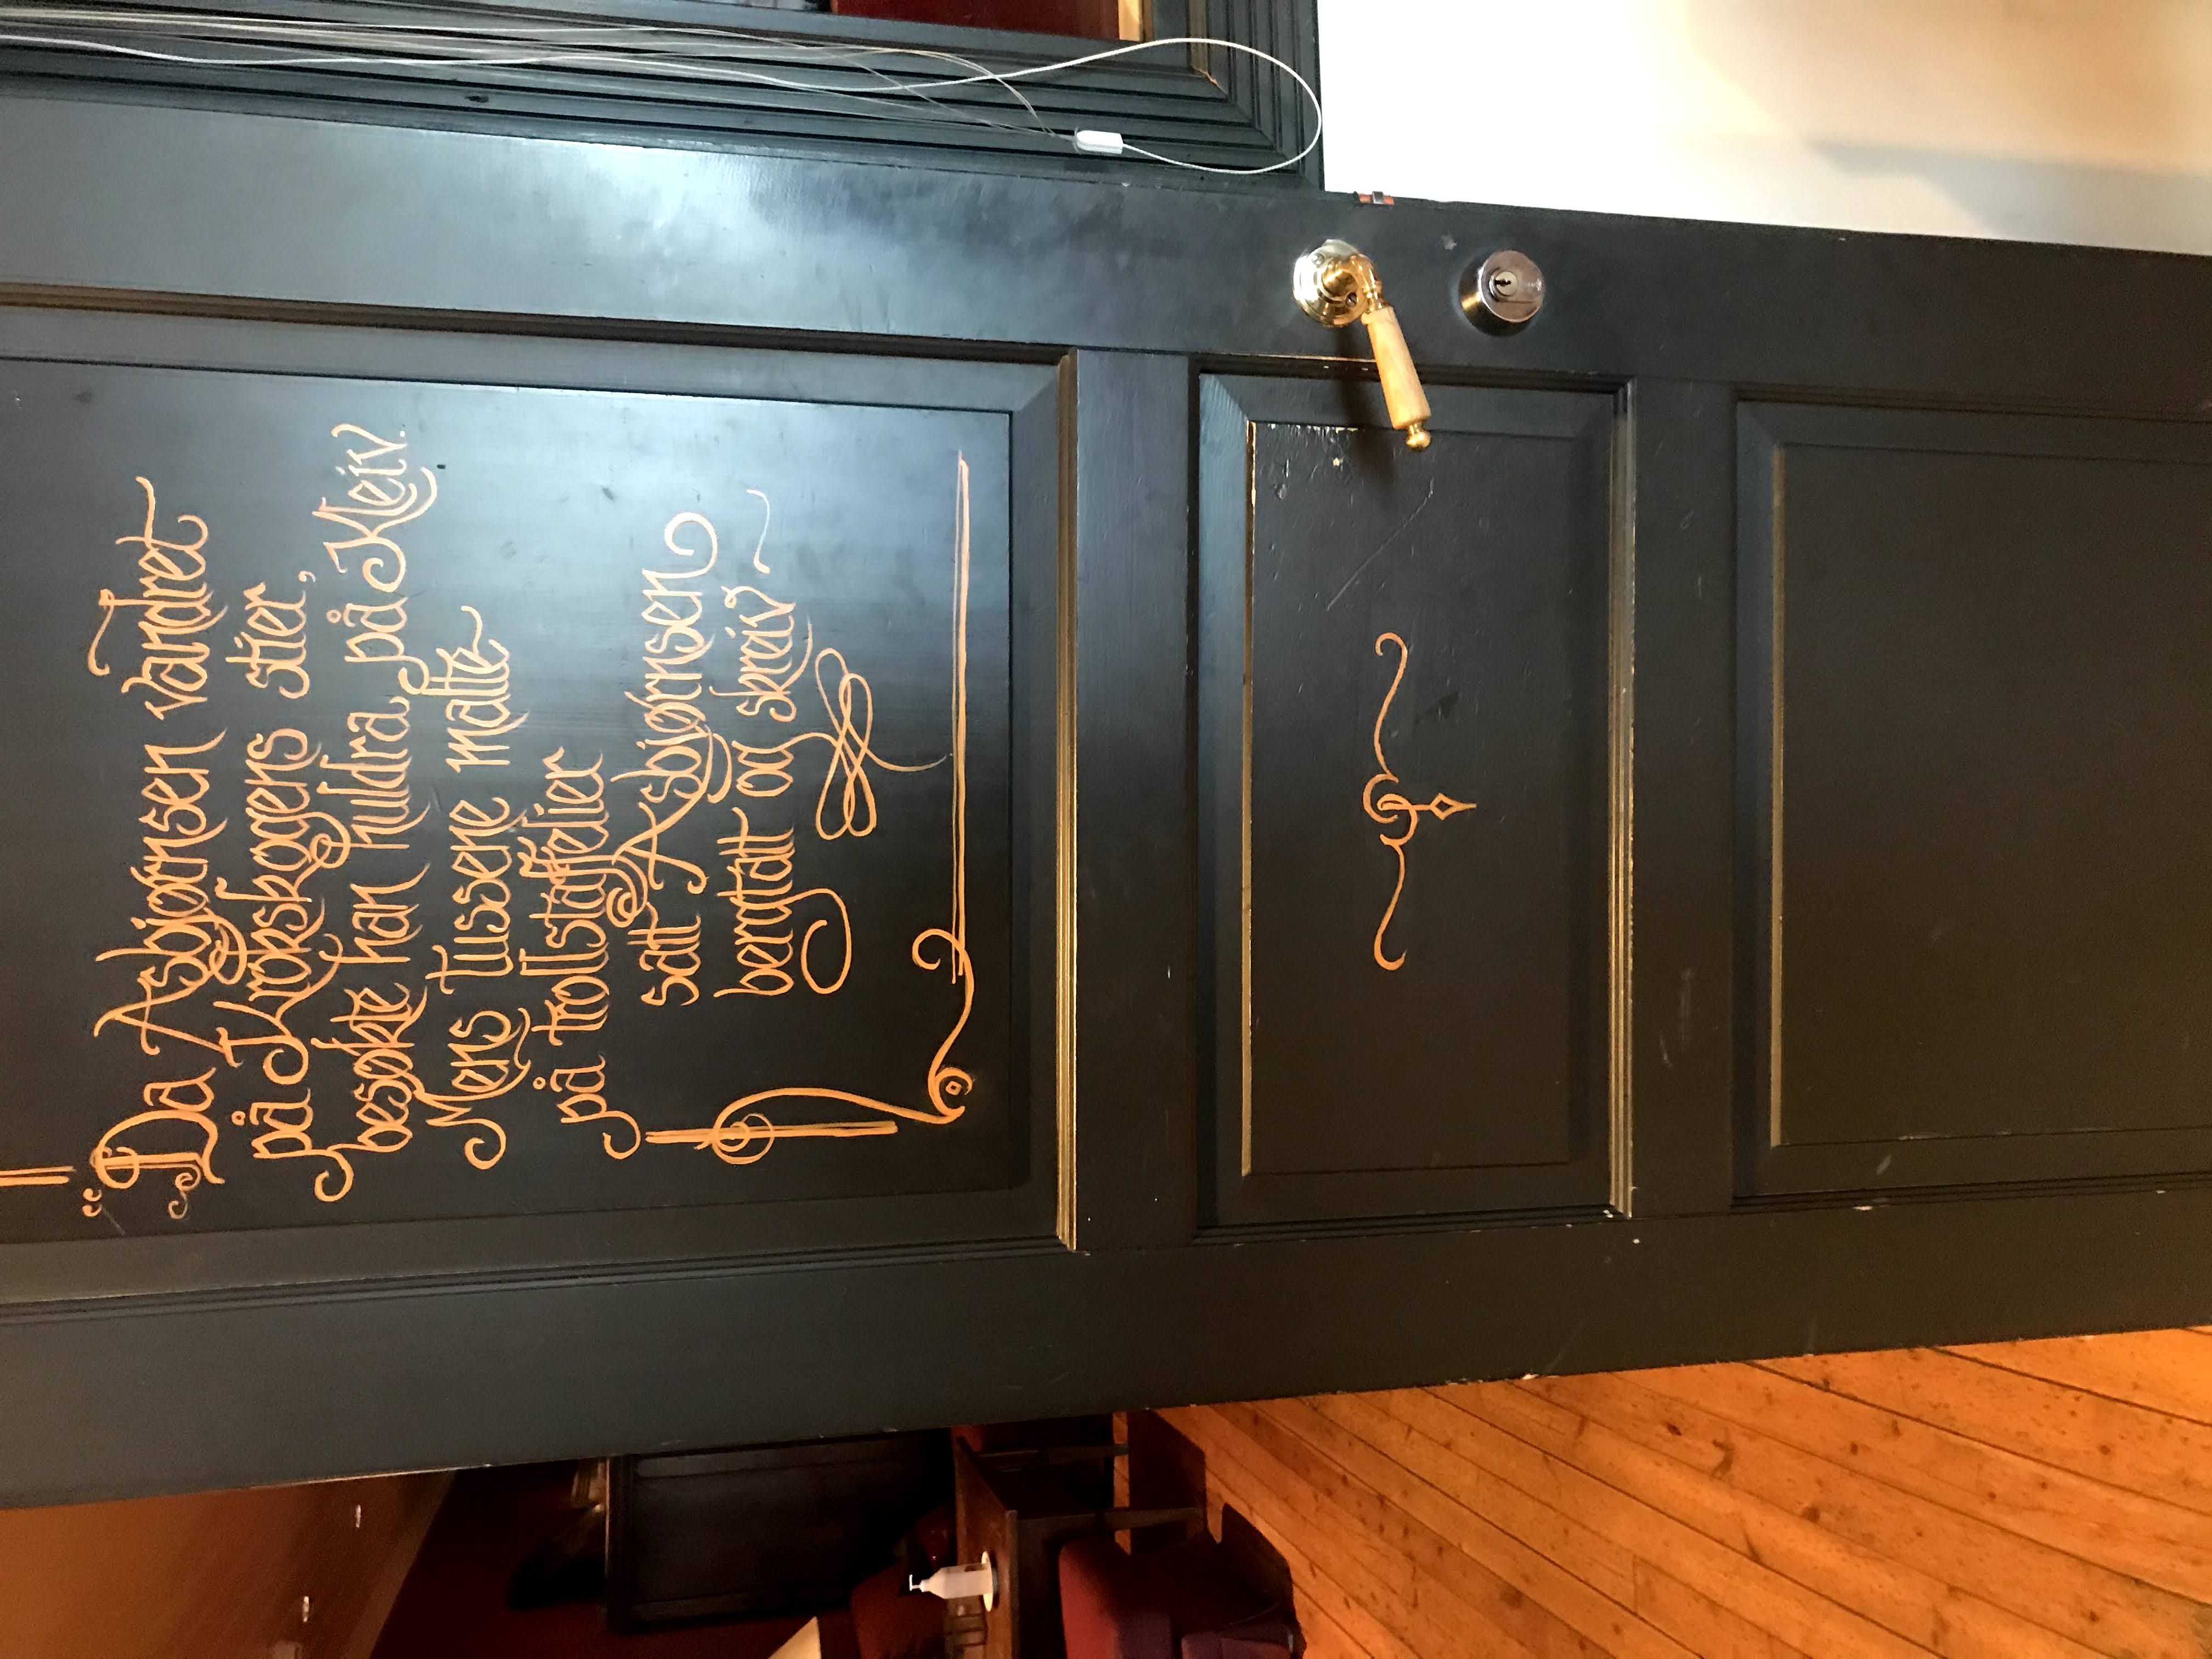 "Da Asbjørnsen vandret
på Krokskogens stier,
besøkte han huldra på Kleiv.
Mens tussene malte
på trollstaffelier
satt Asbjørnsen
bergtatt og skreiv ~